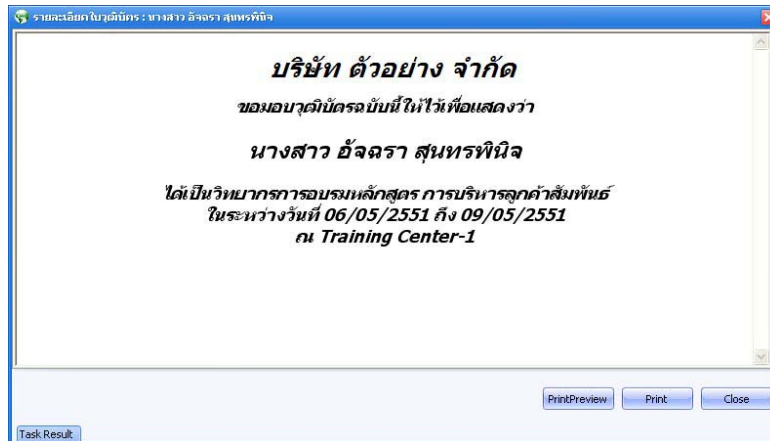 รายละเอียดใบวุฒิบัตร : นางสาว อัจฉรา สุนทรพินิจ
บริษัท ตัวอย่าง จำกัด
ขอมอบวุฒิบัตรฉบับนี้ให้ไว้เพื่อแสดงว่า
นางสาว อัจฉรา สุนทรพินิจ
ได้เป็นวิทยากรการอบรมหลักสูตร การบริหารลูกค้าสัมพันธ์
ในระหว่างวันที่ 06/05/2551 ถึง 09/05/2551
ณ Training Center-1
PrintPreview Print Close
Task Result